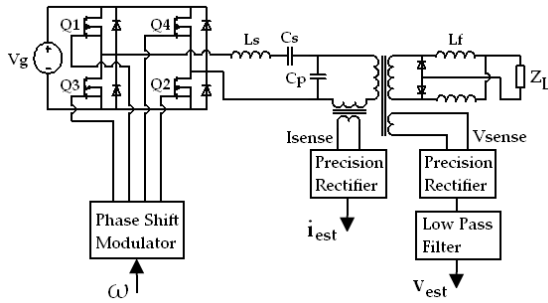 Q1
Q4
Ls
Cs
Lf
Vg
Cp
ZL
Q3
Q2
Isense
Vsense
Precision
Rectifier
Precision
Rectifier
Phase Shift
Modulator
iest
Low Pass
Filter
ω
vest